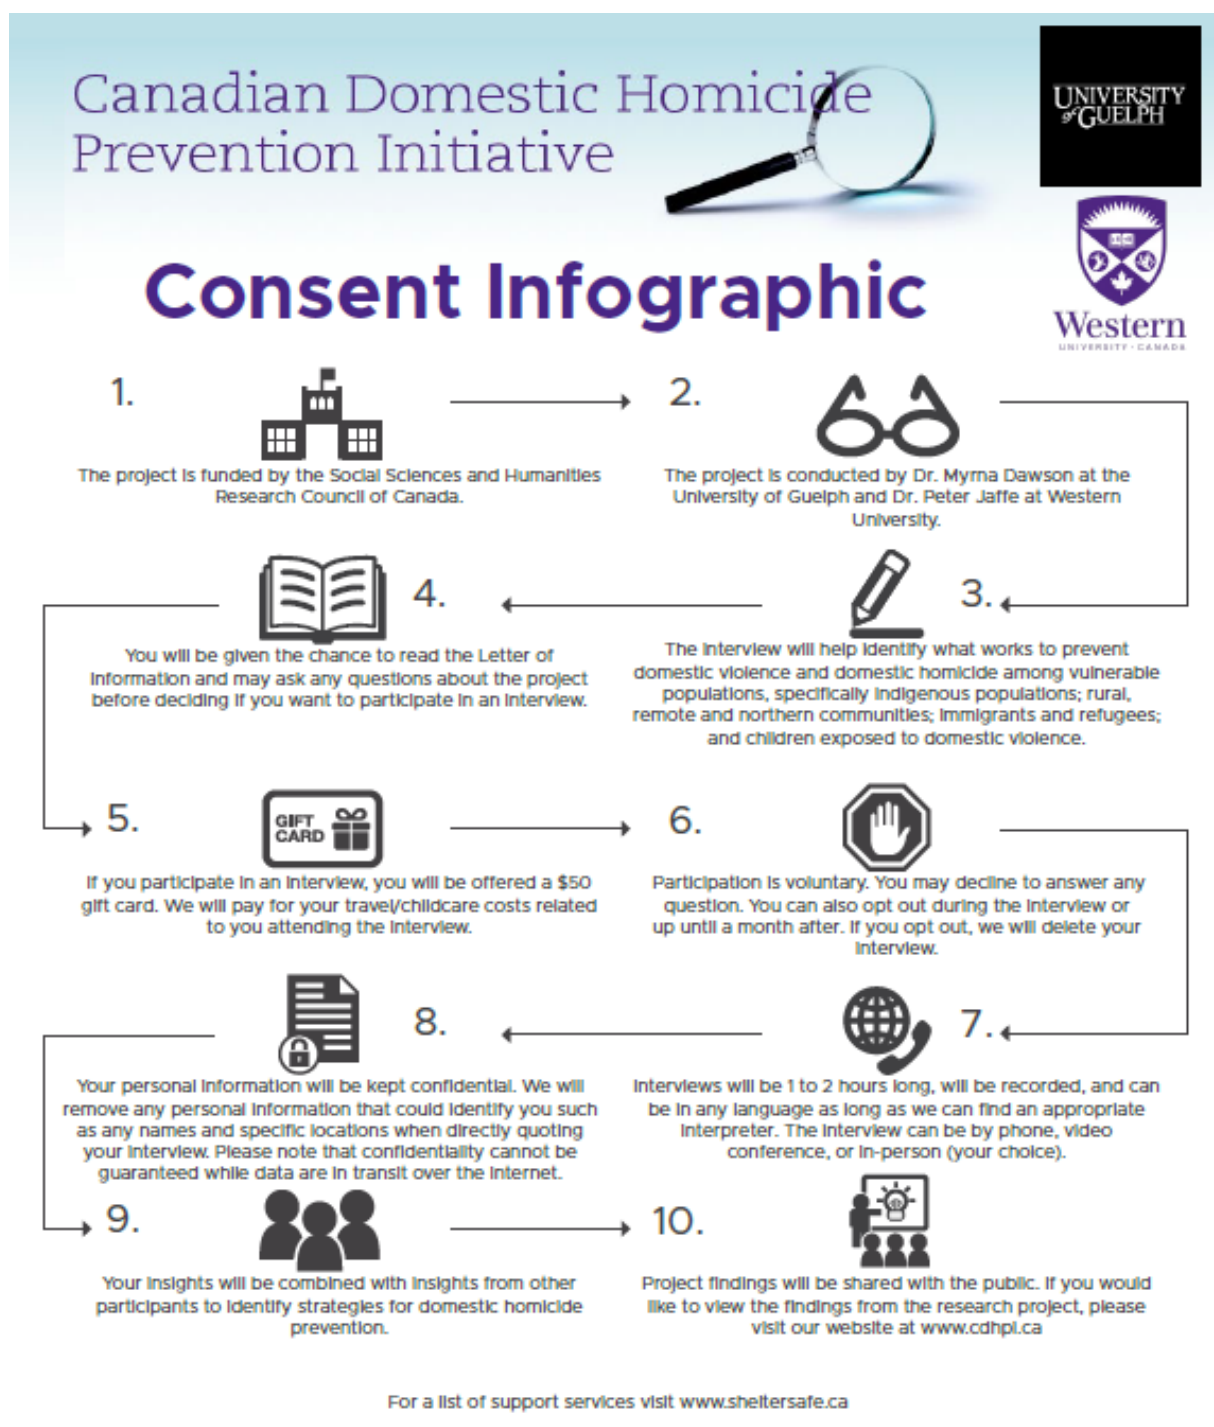 Canadian Domestic Homicide
Prevention Initiative
UNIVERSITY
of GUELPH
Western
UNIVERSITY · CANADA
Consent Infographic
1.
The project is funded by the Social Sciences and Humanities
Research Council of Canada.
2.
The project is conducted by Dr. Myrna Dawson at the
University of Guelph and Dr. Peter Jaffe at Western
University.
3.
The interview will help identify what works to prevent
domestic violence and domestic homicide among vulnerable
populations, specifically Indigenous populations; rural,
remote and northern communities; immigrants and refugees;
and children exposed to domestic violence.
4.
You will be given the chance to read the Letter of
Information and may ask any questions about the project
before deciding if you want to participate in an interview.
5.
GIFT
CARD
If you participate in an interview, you will be offered a $50
gift card. We will pay for your travel/childcare costs related
to you attending the interview.
6.
Participation is voluntary. You may decline to answer any
question. You can also opt out during the interview or
up until a month after. If you opt out, we will delete your
interview.
7.
Interviews will be 1 to 2 hours long, will be recorded, and can
be in any language as long as we can find an appropriate
interpreter. The interview can be by phone, video
conference, or in-person (your choice).
8.
Your personal information will be kept confidential. We will
remove any personal information that could identify you such
as any names and specific locations when directly quoting
your interview. Please note that confidentiality cannot be
guaranteed while data are in transit over the Internet.
9.
Your insights will be combined with insights from other
participants to identify strategies for domestic homicide
prevention.
10.
Project findings will be shared with the public. If you would
like to view the findings from the research project, please
visit our website at www.cdhpi.ca
For a list of support services visit www.sheltersafe.ca